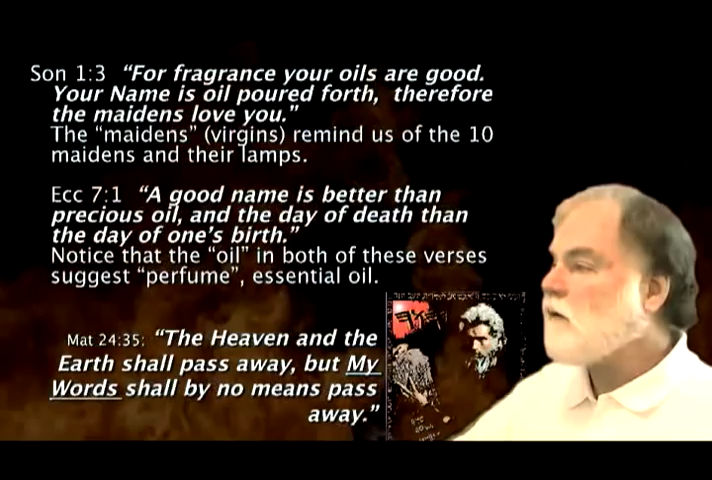 Son 1:3 “For fragrance your oils are good.
Your Name is oil poured forth, therefore
the maidens love you.”
The “maidens” (virgins) remind us of the 10
maidens and their lamps.
Ecc 7:1 “A good name is better than
precious oil, and the day of death than
the day of one’s birth.”
Notice that the “oil” in both of these verses
suggest “perfume”, essential oil.
Mat 24:35: “The Heaven and the
Earth shall pass away, but My
Words shall by no means pass
away.”